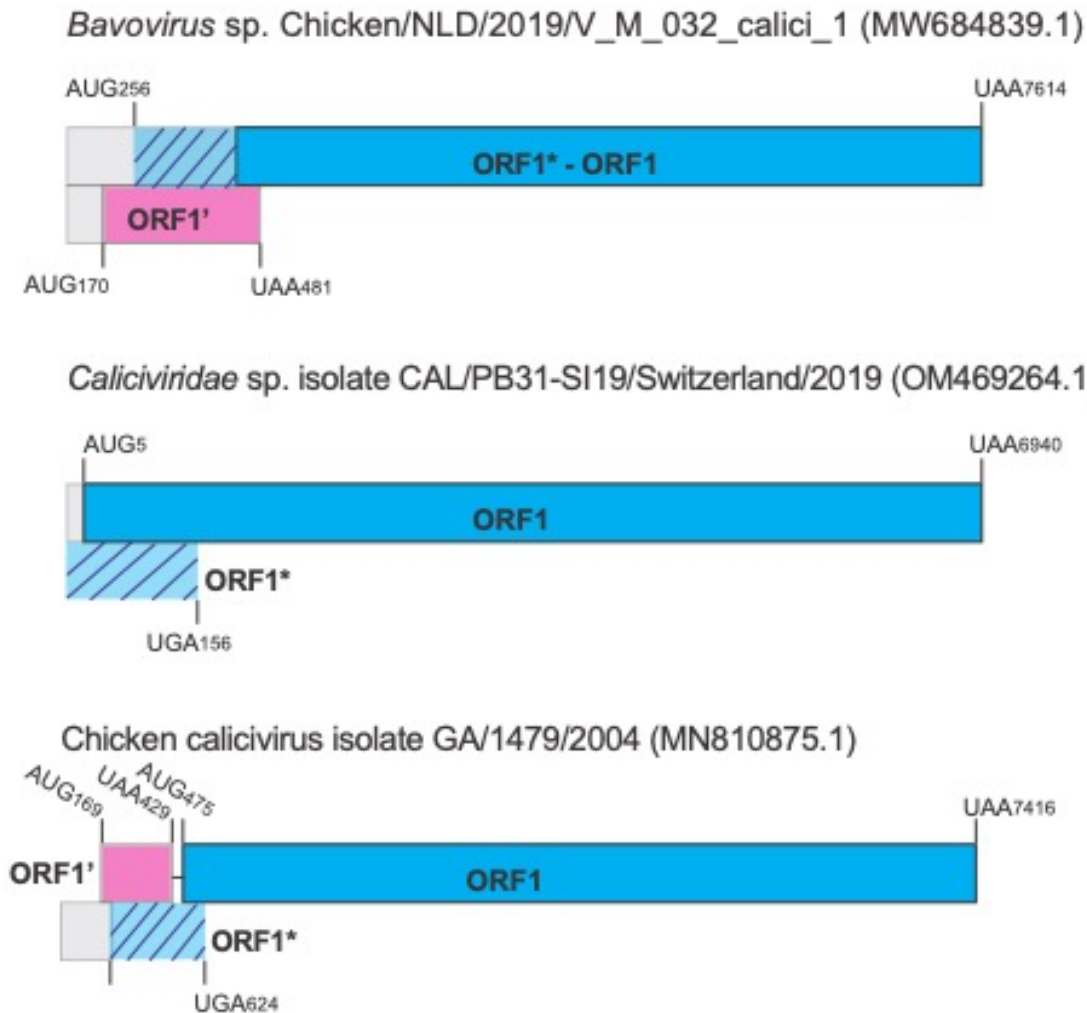 Bavovirus sp. Chicken/NLD/2019/V_M_032_calici_1 (MW684839.1)
AUG256
UAA7614
ORF1* - ORF1
ORF1’
AUG170
UAA481
Caliciviridae sp. isolate CAL/PB31-SI19/Switzerland/2019 (OM469264.1
AUG5
UAA6940
ORF1
ORF1*
UGA156
Chicken calicivirus isolate GA/1479/2004 (MN810875.1)
AUG169
UAA429
AUG475
UAA7416
ORF1’
ORF1
ORF1*
UGA624